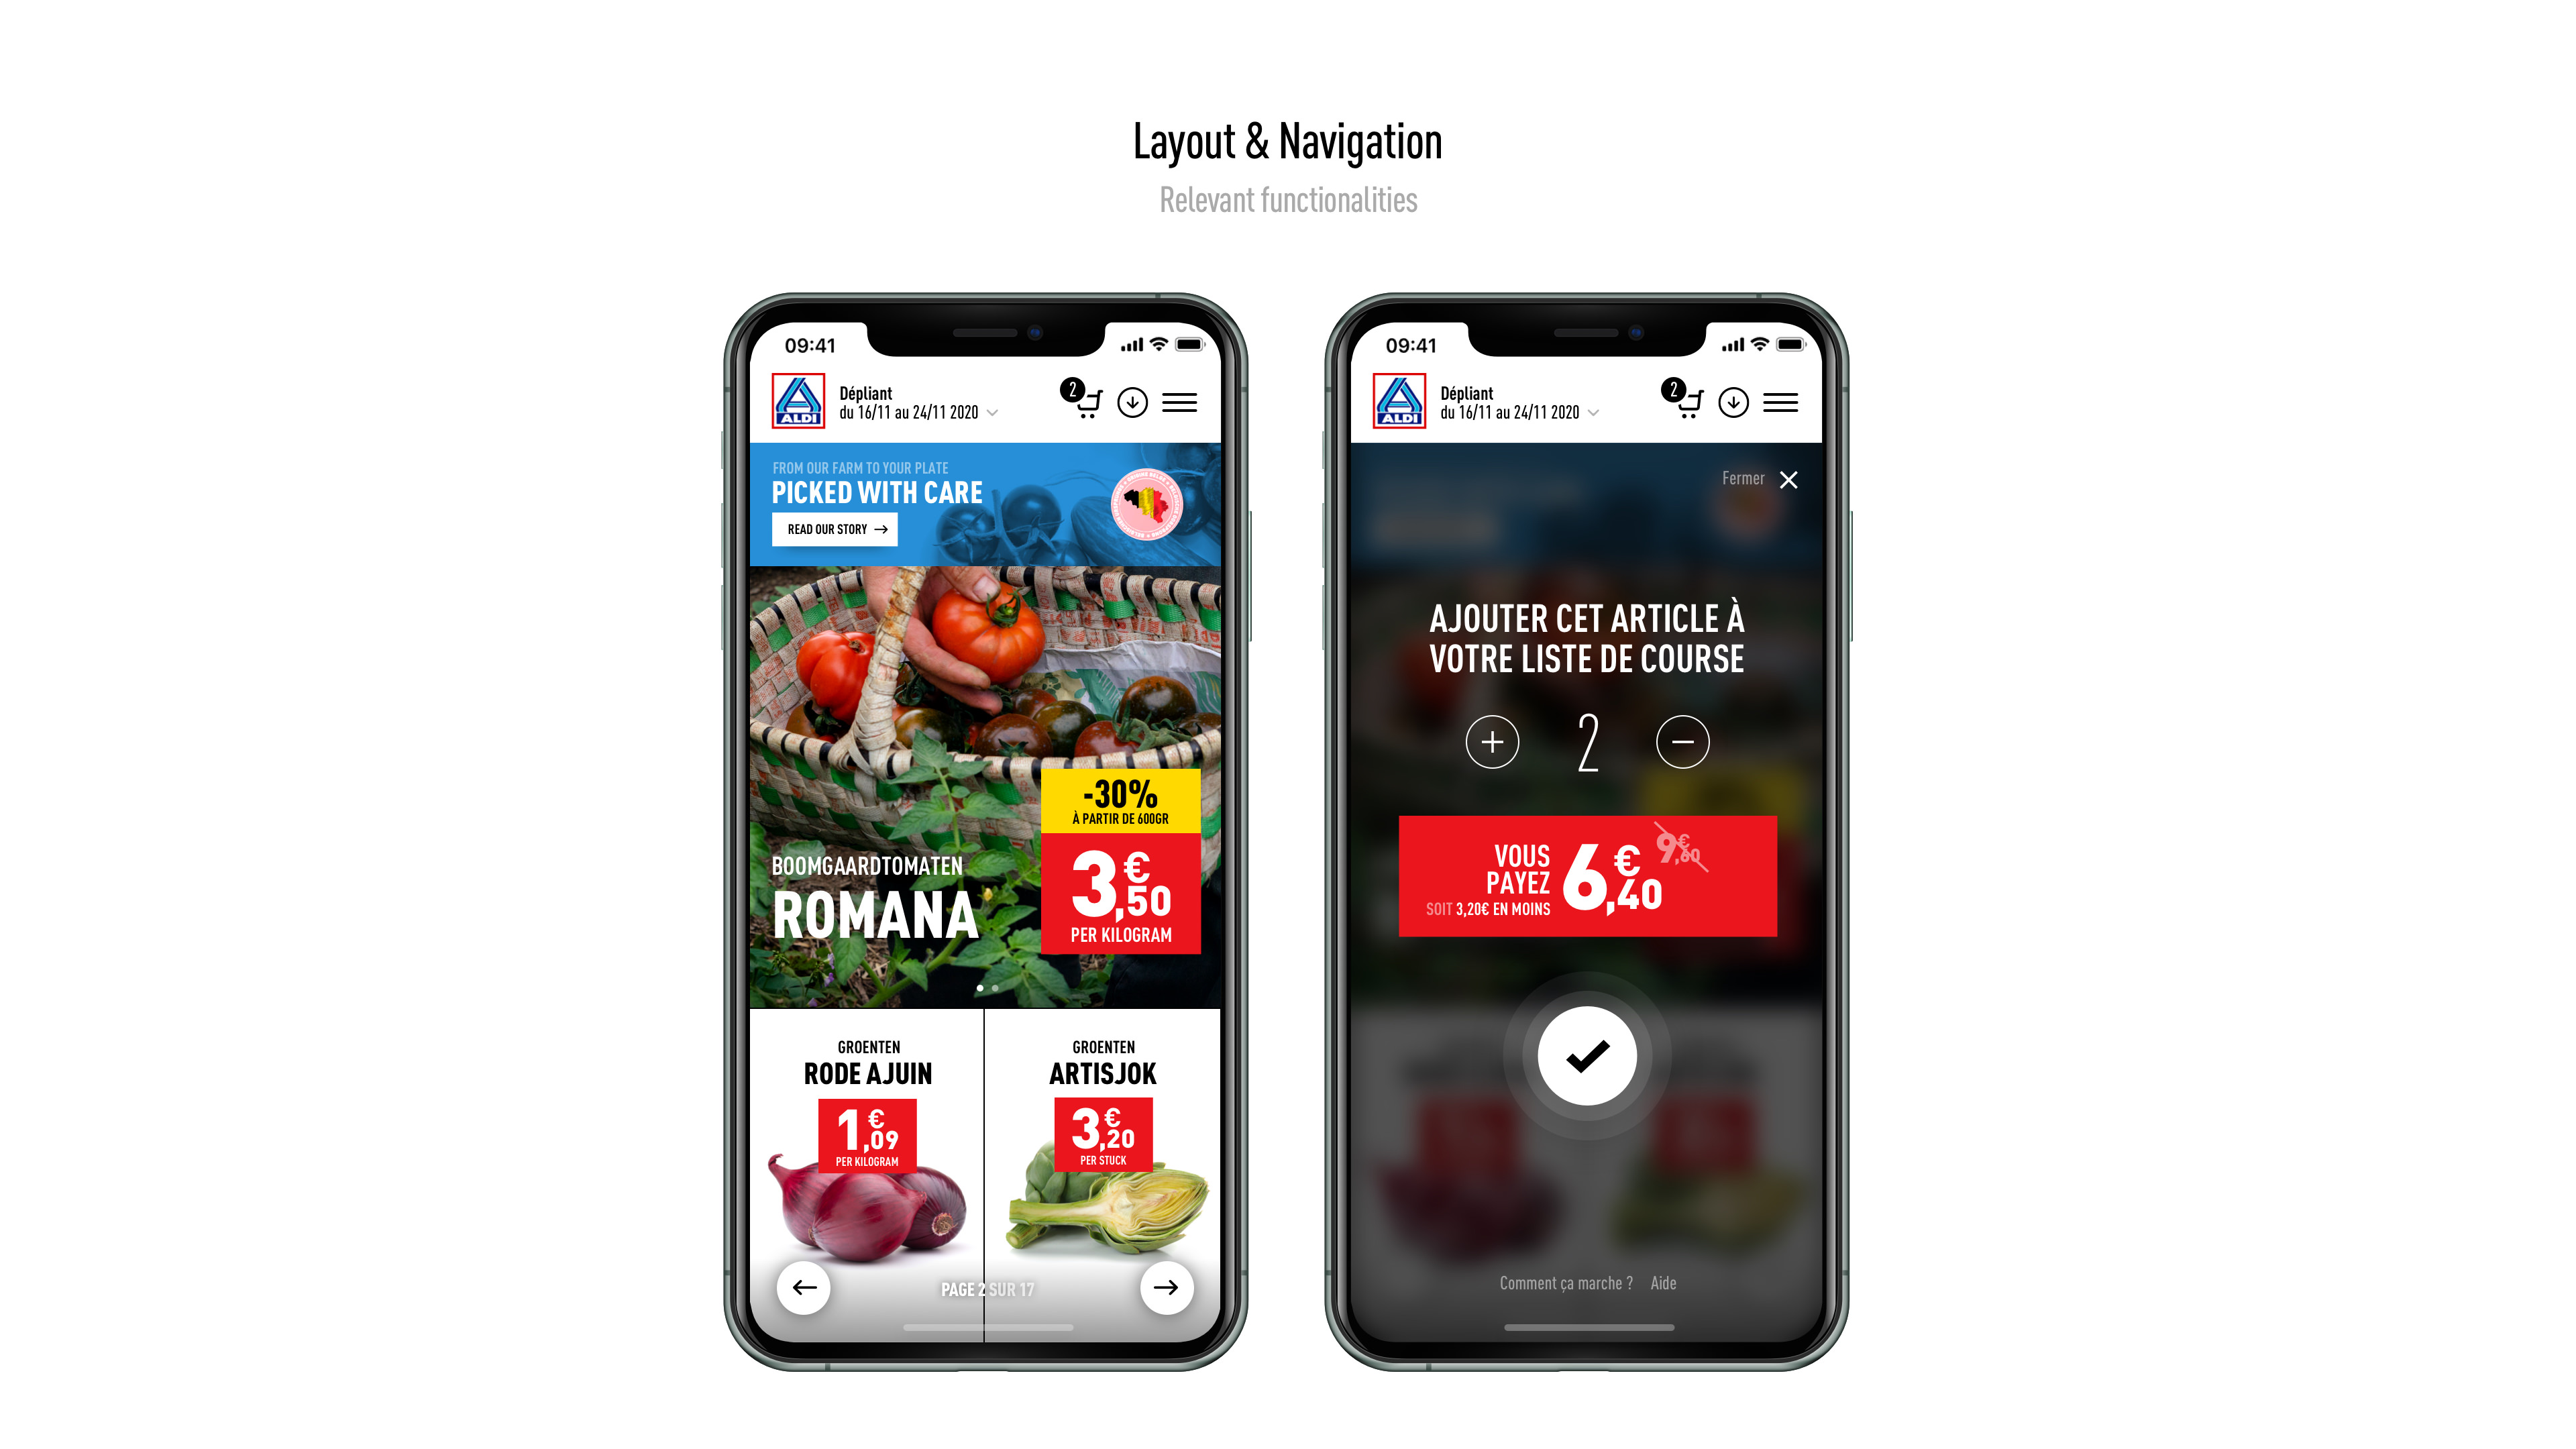 Layout & Navigation
Relevant functionalities
09:41
ALDI
Dépliant
du 16/11 au 24/11 2020
2
FROM OUR FARM TO YOUR PLATE
PICKED WITH CARE
READ OUR STORY
-30%
À PARTIR DE 600GR
3,50 €
PER KILOGRAM
BOOMGAARDTOMATEN
ROMANA
GROENTEN
RODE AJUIN
1,09 €
PER KILOGRAM
GROENTEN
ARTISJOK
3,20 €
PER STUCK
PAGE 2 SUR 17
09:41
ALDI
Dépliant
du 16/11 au 24/11 2020
2
Fermer
AJOUTER CET ARTICLE À
VOTRE LISTE DE COURSE
2
VOUS
PAYEZ
SOIT 3,20€ EN MOINS
6,40 €
9,60 €
Comment ça marche ? Aide